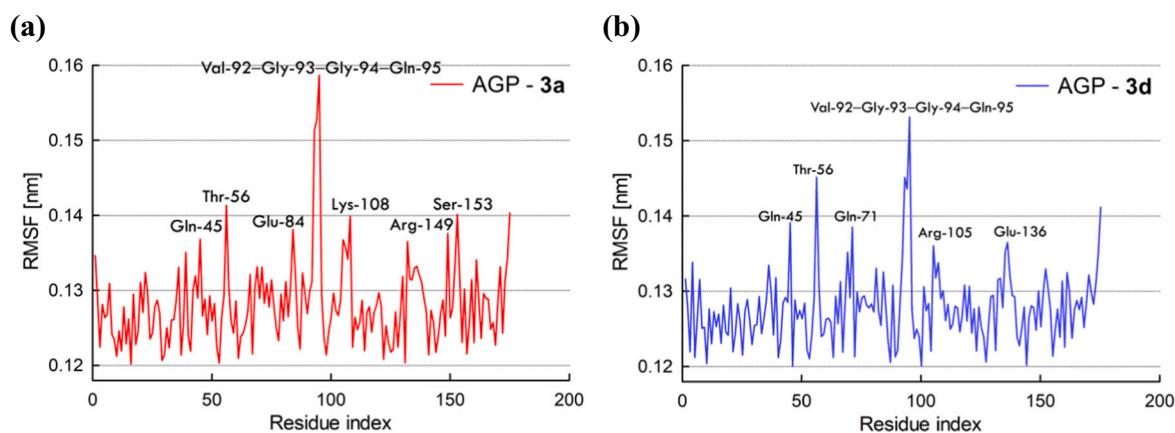 (a)
0.16
0.15
0.14
0.13
0.12
RMSF [nm]
Val-92–Gly-93–Gly-94–Gln-95
AGP - 3a
Thr-56
Gln-45
Glu-84
Lys-108
Ser-153
Arg-149
0 50 100 150 200
Residue index
(b)
0.16
0.15
0.14
0.13
0.12
RMSF [nm]
AGP - 3d
Val-92–Gly-93–Gly-94–Gln-95
Thr-56
Gln-45
Gln-71
Arg-105
Glu-136
0 50 100 150 200
Residue index